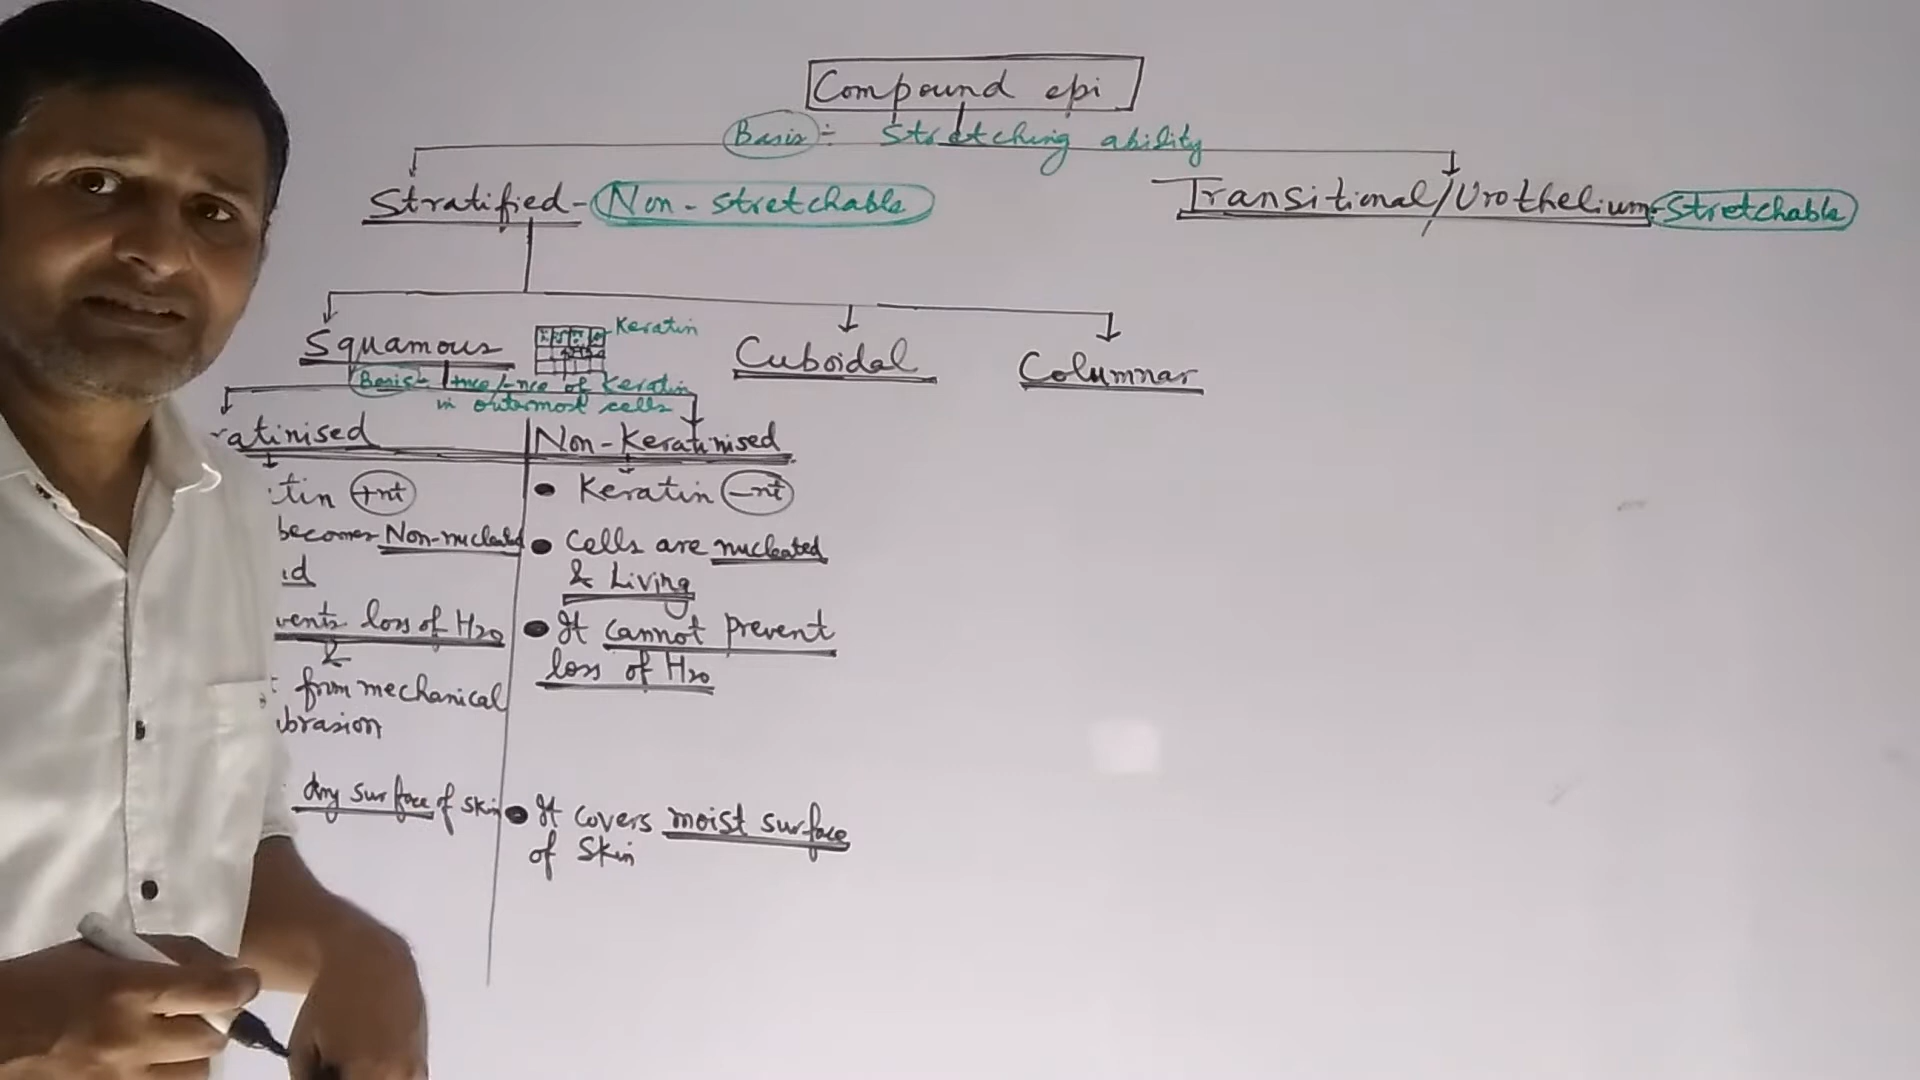 Compound epi
Basis :- Stretching ability
Stratified - Non-stretchable
Transitional/Urothelium-Stretchable
Squamous
Keratin
Cuboidal
Columnar
Basis - +nce/-nce of Keratin
in outermost cells
ratinised
Non-Keratinised
tin +nt
• Keratin -nt
becomes Non-nucleated
• Cells are nucleated
& Living
vents loss of H2O
&
• It cannot prevent
loss of H2O
from mechanical
brasion
dry surface of skin
• It covers moist surface
of skin